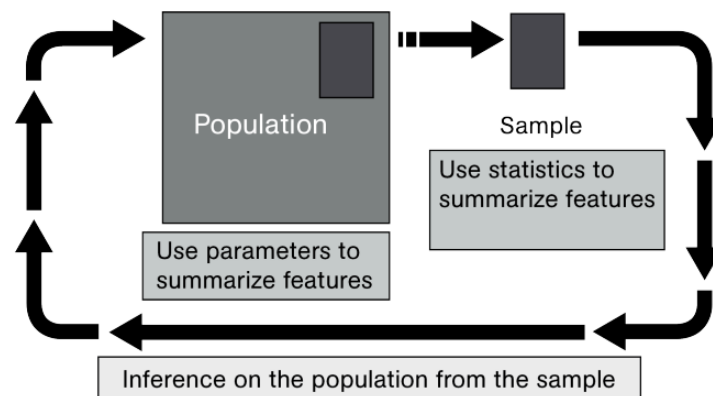 Population
Sample
Use statistics to
summarize features
Use parameters to
summarize features
Inference on the population from the sample